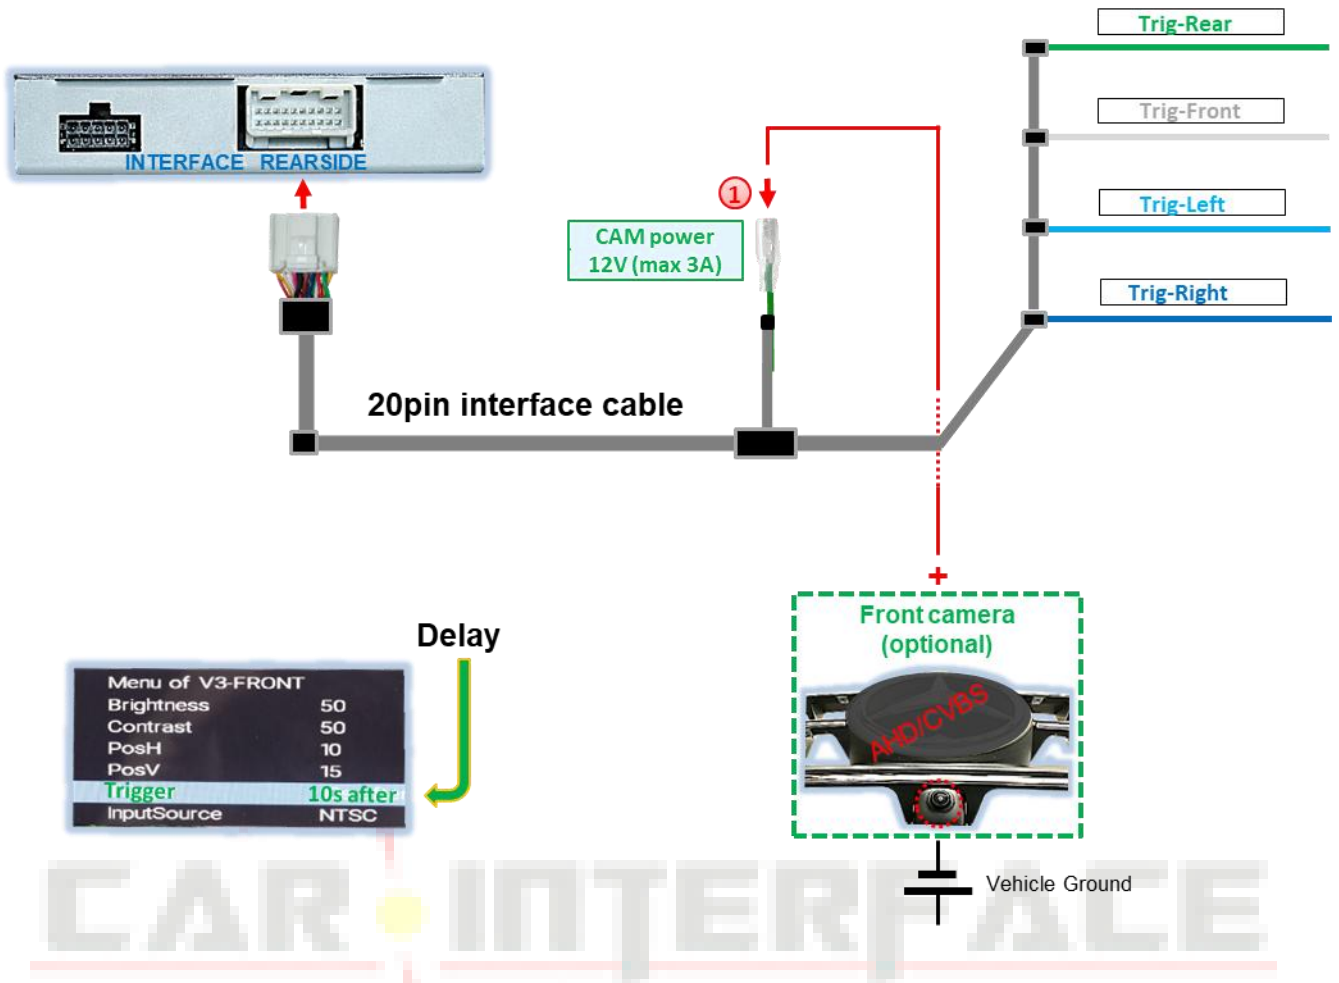 Trig-Rear
Trig-Front
Trig-Left
Trig-Right
INTERFACE REARSIDE
1
CAM power
12V (max 3A)
20pin interface cable
Delay
Menu of V3-FRONT
Brightness 50
Contrast 50
PosH 10
PosV 15
Trigger 10s after
InputSource NTSC
+
Front camera
(optional)
AHD/CVBS
Vehicle Ground
CAR INTERFACE